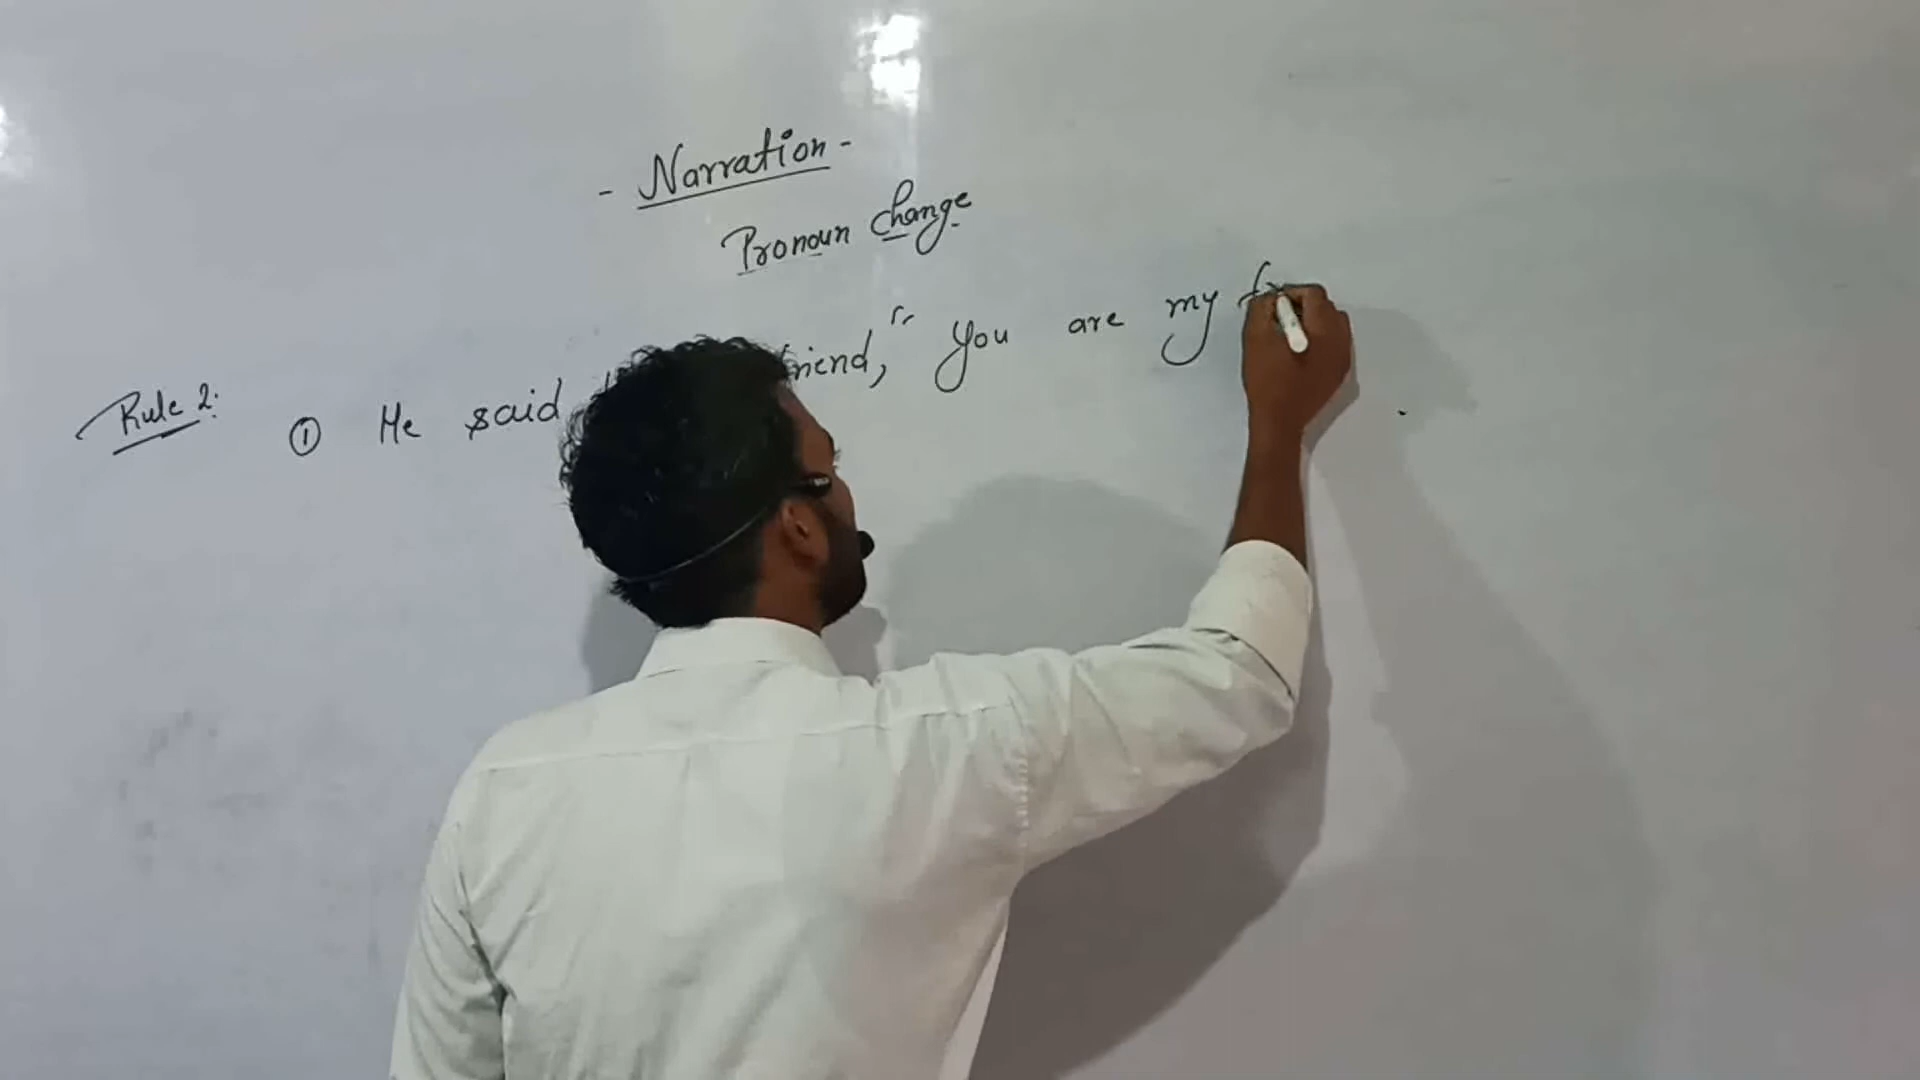 - Narration -
Pronoun Change
Rule 2: ① He said friend, " You are my